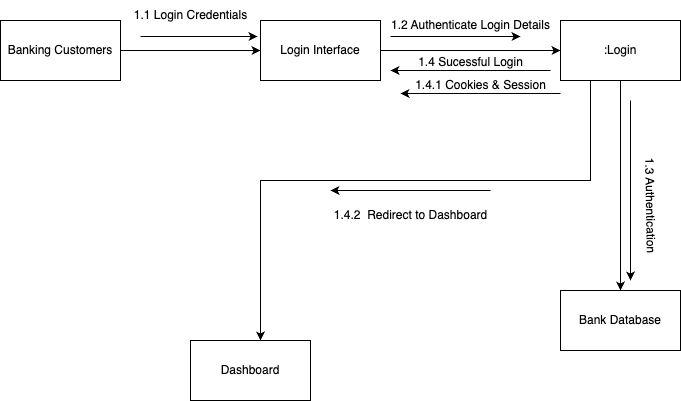 1.1 Login Credentials
1.2 Authenticate Login Details
Banking Customers
Login Interface
:Login
1.4 Sucessful Login
1.4.1 Cookies & Session
1.3 Authentication
1.4.2 Redirect to Dashboard
Bank Database
Dashboard